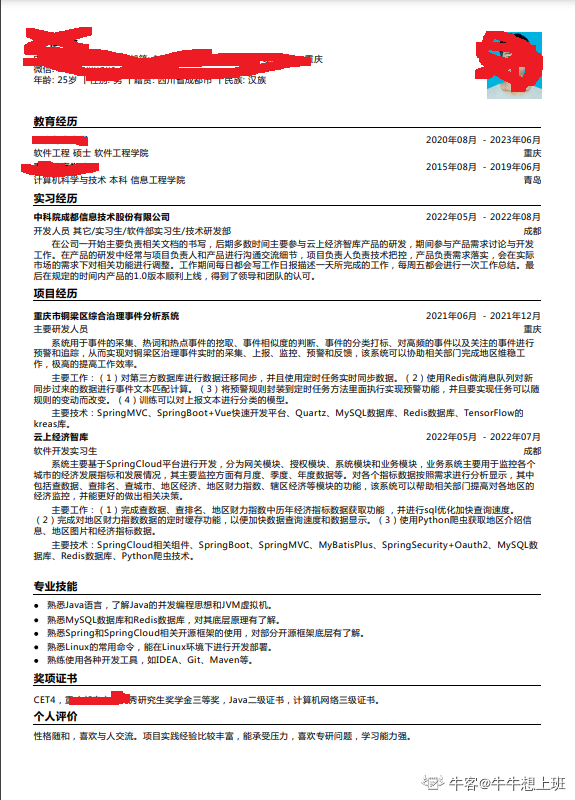 重庆
微信:
年龄: 25岁 | 性别: 男 | 籍贯: 四川省成都市 | 民族: 汉族
教育经历
2020年08月 - 2023年06月
软件工程 硕士 软件工程学院 重庆
2015年08月 - 2019年06月
计算机科学与技术 本科 信息工程学院 青岛
实习经历
中科院成都信息技术股份有限公司 2022年05月 - 2022年08月
开发人员 其它/实习生/软件部实习生/技术研发部 成都
在公司一开始主要负责相关文档的书写，后期多数时间主要参与云上经济智库产品的研发，期间参与产品需求讨论与开发工
作。在产品的研发中经常与项目负责人和产品进行沟通交流细节，项目负责人负责技术把控，产品负责需求落实，会在实际
市场的需求下对相关功能进行调整。工作期间每日都会写工作日报描述一天所完成的工作，每周五都会进行一次工作总结。最
后在规定的时间内产品的1.0版本顺利上线，得到了领导和团队的认可。
项目经历
重庆市铜梁区综合治理事件分析系统 2021年06月 - 2021年12月
主要研发人员 重庆
系统用于事件的采集、热词和热点事件的挖取、事件相似度的判断、事件的分类打标、对高频的事件以及关注的事件进行
预警和追踪，从而实现对铜梁区治理事件实时的采集、上报、监控、预警和反馈，该系统可以协助相关部门完成地区维稳工
作，极高的提高工作效率。
主要工作：（1）对第三方数据库进行数据迁移同步，并且使用定时任务实时同步数据。（2）使用Redis做消息队列对新
同步过来的数据进行事件文本匹配计算。（3）将预警规则封装到定时任务方法里面执行实现预警功能，并且要实现任务可以随
规则的变动而改变。（4）训练可以对上报文本进行分类的模型。
主要技术：SpringMVC、SpringBoot+Vue快速开发平台、Quartz、MySQL数据库、Redis数据库、TensorFlow的
kreas库。
云上经济智库 2022年05月 - 2022年07月
软件开发实习生 成都
系统主要基于SpringCloud平台进行开发，分为网关模块、授权模块、系统模块和业务模块，业务系统主要用于监控各个
城市的经济发展指标和发展情况，其主要监控方面有月度、季度、年度数据等。对各个指标数据按照需求进行分析显示，其中
包括查数据、查排名、查城市、地区经济、地区财力指数、辖区经济等模块的功能，该系统可以帮助相关部门提高对各地区的
经济监控，并能更好的做出相关决策。
主要工作：（1）完成查数据、查排名、地区财力指数中历年经济指标数据获取功能 ，并进行sql优化加快查询速度。
（2）完成对地区财力指数数据的定时缓存功能，以便加快数据查询速度和数据显示。（3）使用Python爬虫获取地区介绍信
息、地区图片和经济指标数据。
主要技术：SpringCloud相关组件、SpringBoot、SpringMVC、MyBatisPlus、SpringSecurity+Oauth2、MySQL数
据库、Redis数据库、Python爬虫技术。
专业技能
● 熟悉Java语言，了解Java的并发编程思想和JVM虚拟机。
● 熟悉MySQL数据库和Redis数据库，对其底层原理有了解。
● 熟悉Spring和SpringCloud相关开源框架的使用，对部分开源框架底层有了解。
● 熟悉Linux的常用命令，能在Linux环境下进行开发部署。
● 熟练使用各种开发工具，如IDEA、Git、Maven等。
奖项证书
CET4，重 秀研究生奖学金三等奖，Java二级证书，计算机网络三级证书。
个人评价
性格随和，喜欢与人交流。项目实践经验比较丰富，能承受压力，喜欢专研问题，学习能力强。
牛客@牛牛想上班